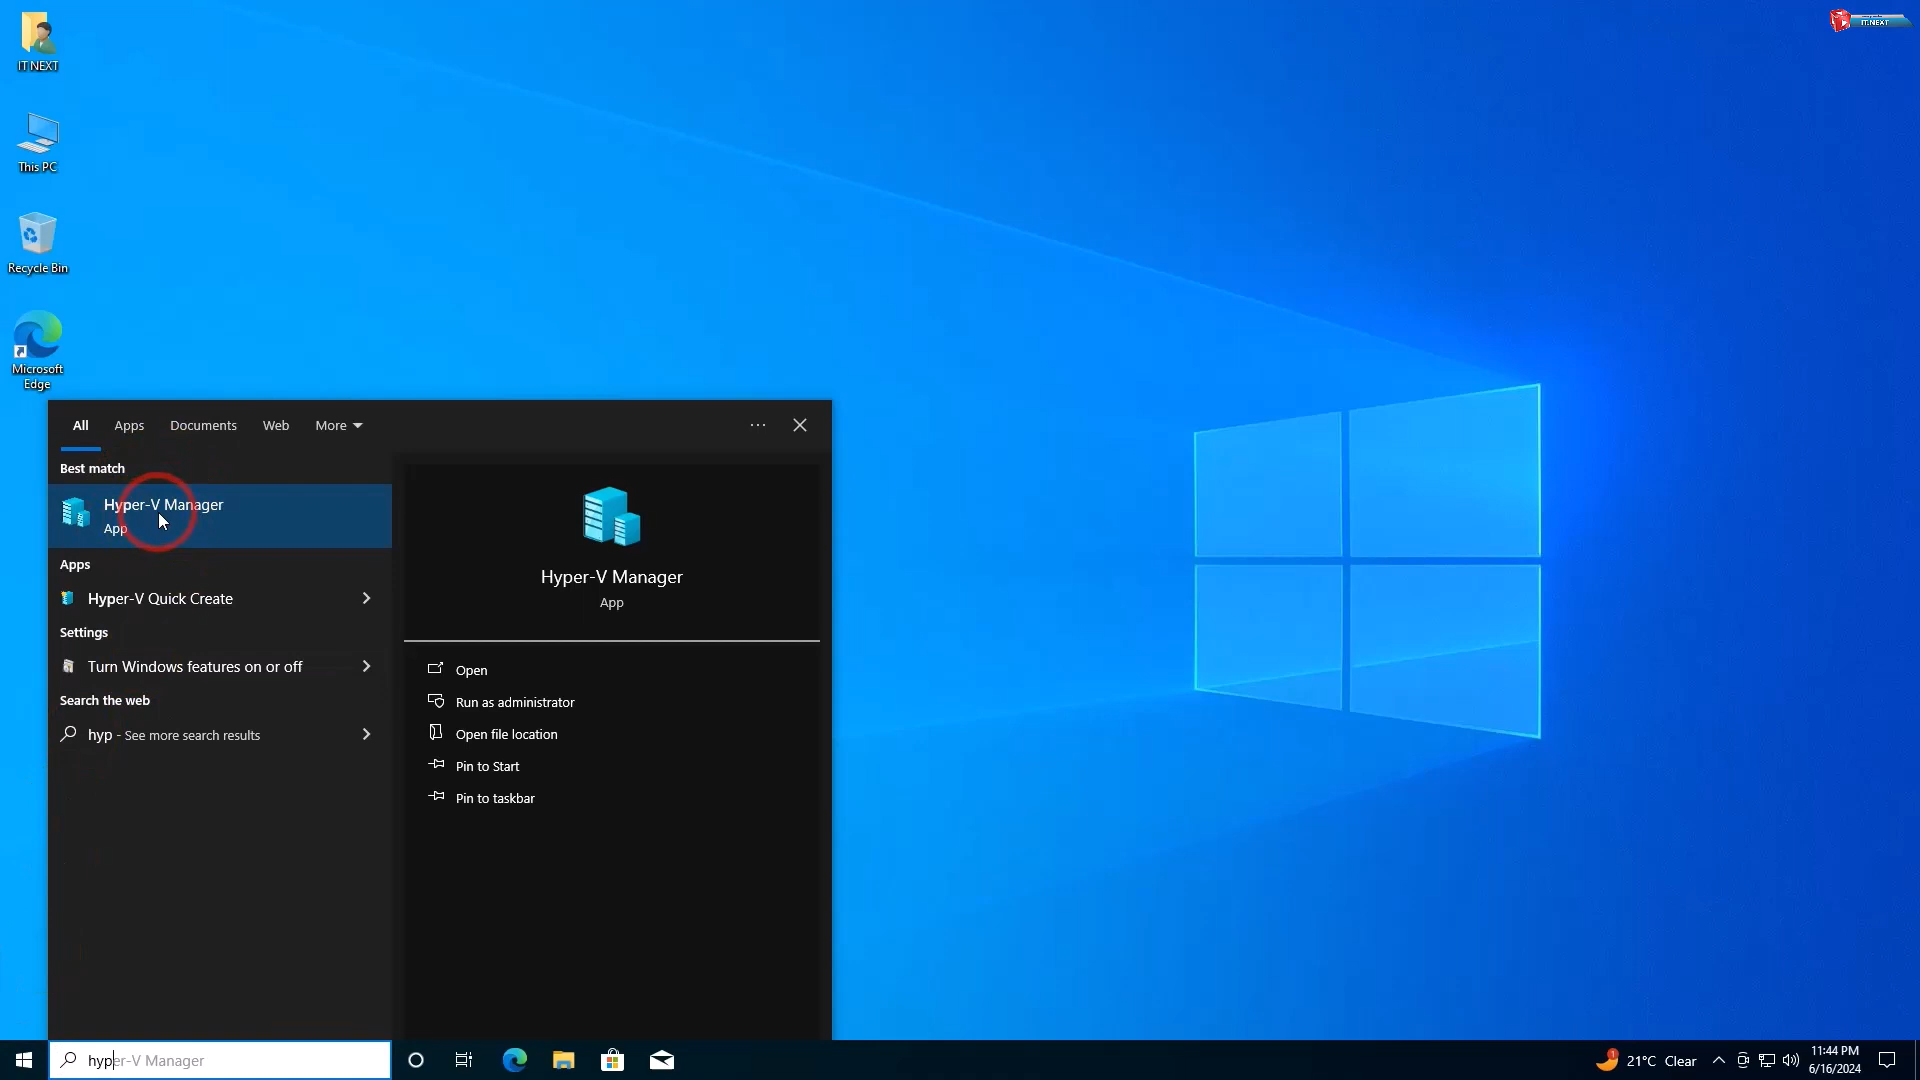 IT NEXT
This PC
Recycle Bin
Microsoft
Edge
IT.NEXT
All
Apps
Documents
Web
More
Best match
Hyper-V Manager
App
Apps
Hyper-V Quick Create
Settings
Turn Windows features on or off
Search the web
hyp - See more search results
Hyper-V Manager
App
Open
Run as administrator
Open file location
Pin to Start
Pin to taskbar
hyper-V Manager
1
21°C Clear
11:44 PM
6/16/2024